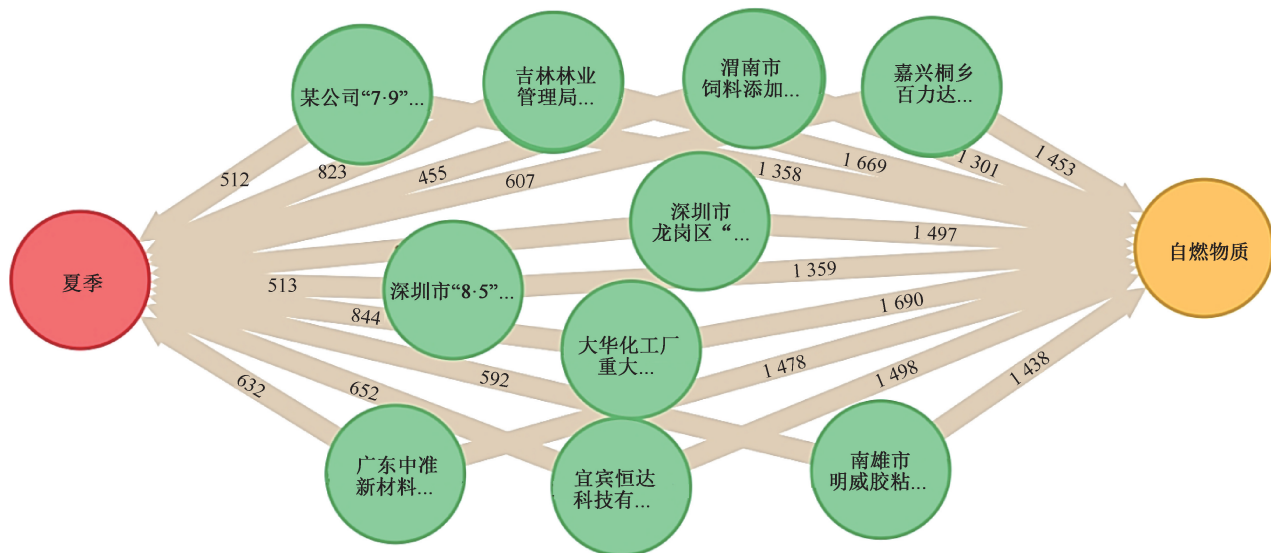 某公司“7·9”...
吉林林业
管理局...
渭南市
饲料添加...
嘉兴桐乡
百力达...
512
823
455
607
1 358
1 669
1 301
1 453
深圳市
龙岗区“...
1 497
夏季
自燃物质
513
深圳市“8·5”...
1 359
844
大华化工厂
重大...
1 690
632
652
592
1 478
1 498
1 438
广东中准
新材料...
宜宾恒达
科技有...
南雄市
明威胶粘...